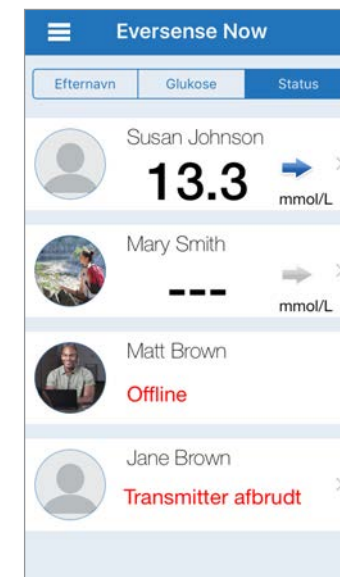 Eversense Now
Efternavn Glukose Status
Susan Johnson
13.3
mmol/L
Mary Smith
---
mmol/L
Matt Brown
Offline
Jane Brown
Transmitter afbrudt